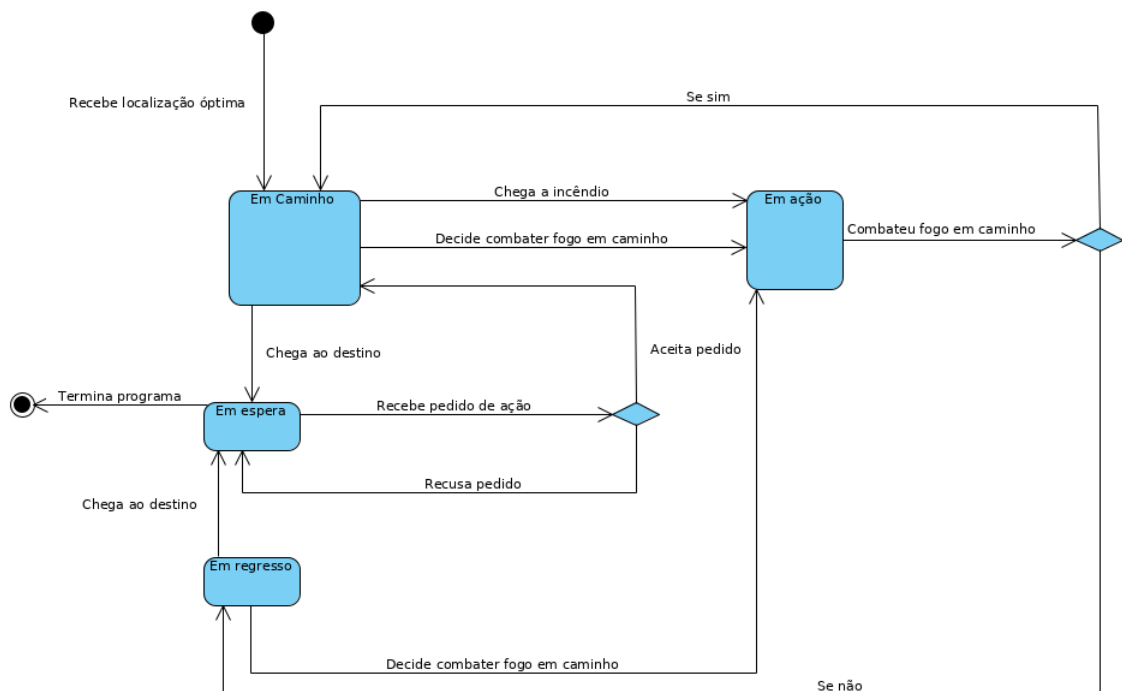 Recebe localização óptima
Se sim
Em Caminho
Chega a incêndio
Em ação
Combateu fogo em caminho
Decide combater fogo em caminho
Chega ao destino
Aceita pedido
Termina programa
Em espera
Recebe pedido de ação
Recusa pedido
Chega ao destino
Em regresso
Decide combater fogo em caminho
Se não